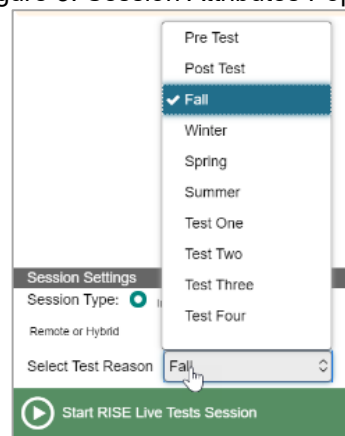 Pre Test
Post Test
Fall
Winter
Spring
Summer
Test One
Test Two
Test Three
Test Four
Session Settings
Session Type:
Remote or Hybrid
Select Test Reason Fall
Start RISE Live Tests Session